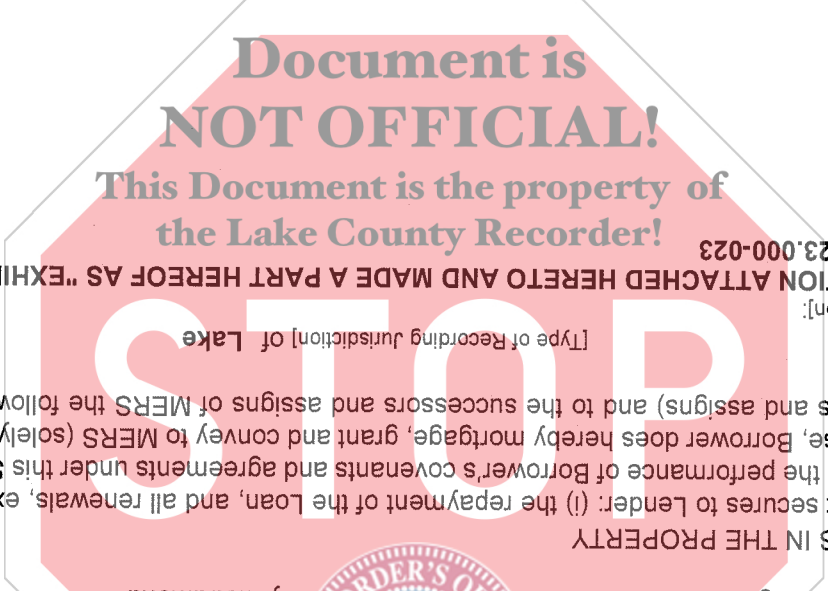 Document is
NOT OFFICIAL!
This Document is the property of
the Lake County Recorder!
STOP
RDER'S O
IN THE PROPERTY
secures to Lender: (i) the repayment of the Loan, and all renewals, ex
the performance of Borrower's covenants and agreements under this S
se, Borrower does hereby mortgage, grant and convey to MERS (solely
s and assigns) and to the successors and assigns of MERS the follow
[Type of Recording Jurisdiction] of Lake
on]:
TION ATTACHED HERETO AND MADE A PART HEREOF AS "EXHI
23.000-023